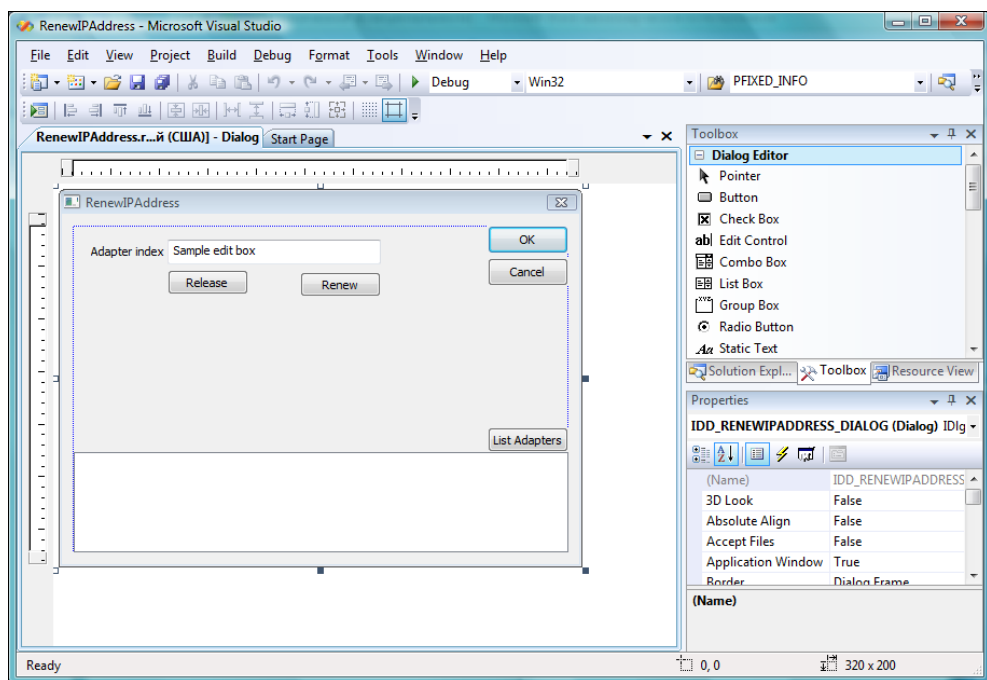 RenewIPAddress - Microsoft Visual Studio
File Edit View Project Build Debug Format Tools Window Help
Debug Win32 PFIXED_INFO
RenewIPAddress.r...й (США)] - Dialog Start Page
RenewIPAddress
Adapter index Sample edit box
OK
Cancel
Release Renew
List Adapters
Toolbox
Dialog Editor
Pointer
Button
Check Box
ab| Edit Control
Combo Box
List Box
XYZ Group Box
Radio Button
Aa Static Text
Solution Expl... Toolbox Resource View
Properties
IDD_RENEWIPADDRESS_DIALOG (Dialog) IDlg
(Name) IDD_RENEWIPADDRESS
3D Look False
Absolute Align False
Accept Files False
Application Window True
Border Dialog Frame
(Name)
Ready 0, 0 320 x 200